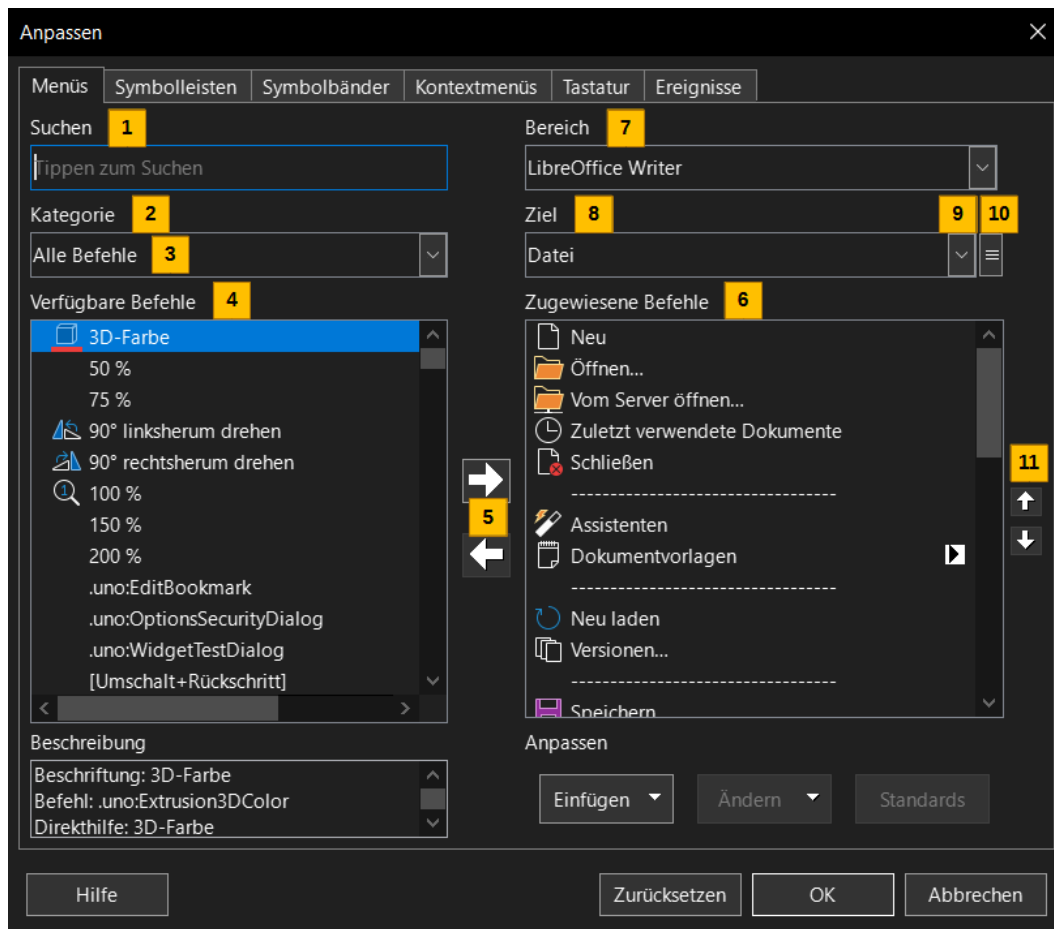 Anpassen
Menüs Symbolleisten Symbolbänder Kontextmenüs Tastatur Ereignisse
Suchen 1
Tippen zum Suchen
Kategorie 2
Alle Befehle 3
Verfügbare Befehle 4
3D-Farbe
50 %
75 %
90° linksherum drehen
90° rechtsherum drehen
1 100 %
150 %
200 %
.uno:EditBookmark
.uno:OptionsSecurityDialog
.uno:WidgetTestDialog
[Umschalt+Rückschritt]
Beschreibung
Beschriftung: 3D-Farbe
Befehl: .uno:Extrusion3DColor
Direkthilfe: 3D-Farbe
5
Bereich 7
LibreOffice Writer
Ziel 8 9 10
Datei
Zugewiesene Befehle 6
Neu
Öffnen...
Vom Server öffnen...
Zuletzt verwendete Dokumente
Schließen
----------------------------------
Assistenten
Dokumentvorlagen
----------------------------------
Neu laden
Versionen...
----------------------------------
Speichern
11
Anpassen
Einfügen Ändern Standards
Hilfe Zurücksetzen OK Abbrechen